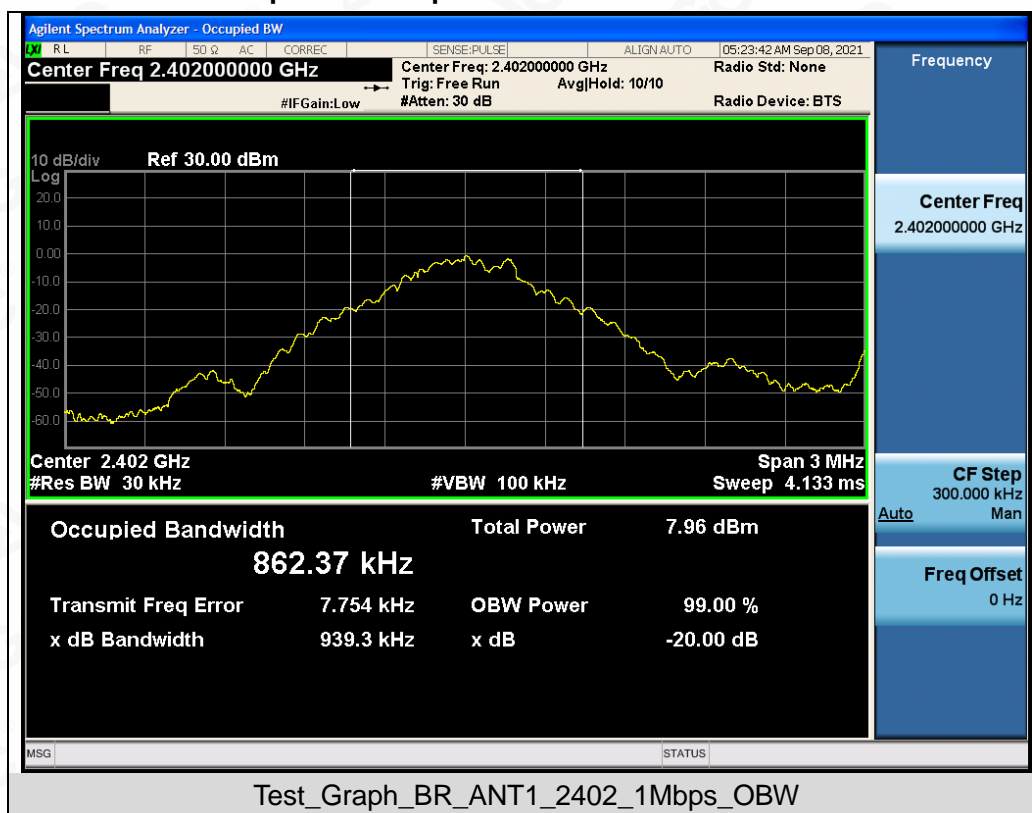 Agilent Spectrum Analyzer - Occupied BW
LXI RL RF 50 Ω AC CORREC SENSE:PULSE ALIGN AUTO 05:23:42 AM Sep 08, 2021
Center Freq 2.402000000 GHz
Center Freq: 2.402000000 GHz
Radio Std: None
Trig: Free Run Avg|Hold: 10/10
#IFGain:Low #Atten: 30 dB Radio Device: BTS
10 dB/div Ref 30.00 dBm
Log
20.0
10.0
0.00
-10.0
-20.0
-30.0
-40.0
-50.0
-60.0
Center 2.402 GHz Span 3 MHz
#Res BW 30 kHz #VBW 100 kHz Sweep 4.133 ms
Occupied Bandwidth Total Power 7.96 dBm
862.37 kHz
Transmit Freq Error 7.754 kHz OBW Power 99.00 %
x dB Bandwidth 939.3 kHz x dB -20.00 dB
MSG STATUS
Frequency
Center Freq
2.402000000 GHz
CF Step
300.000 kHz
Auto Man
Freq Offset
0 Hz
Test_Graph_BR_ANT1_2402_1Mbps_OBW